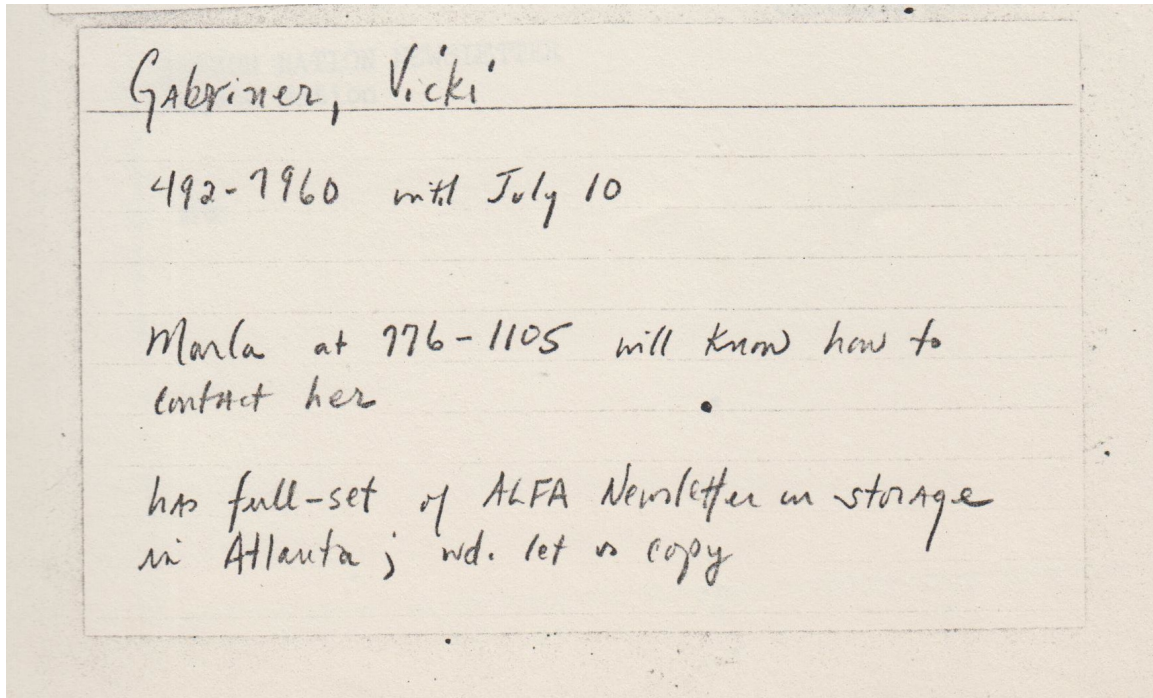 Gabriner, Vicki
492-7960 until July 10
Marla at 776-1105 will know how to
contact her
has full-set of ALFA Newsletter in storage
in Atlanta; wd. let us copy